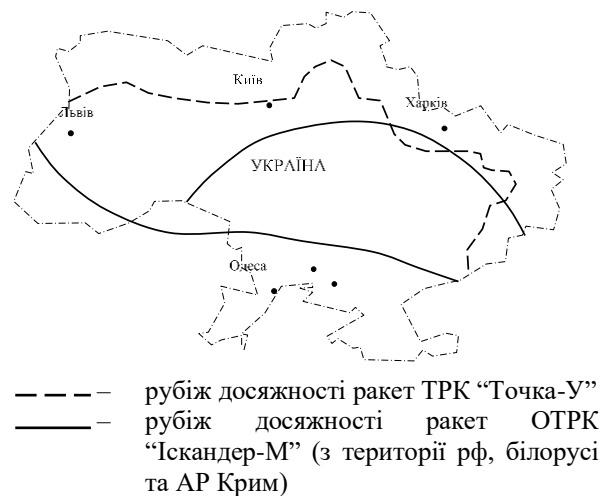 Київ
Харків
Львів
УКРАЇНА
Одеса
– рубіж досяжності ракет ТРК “Точка-У”
– рубіж досяжності ракет ОТРК
“Іскандер-М” (з території рф, білорусі
та АР Крим)